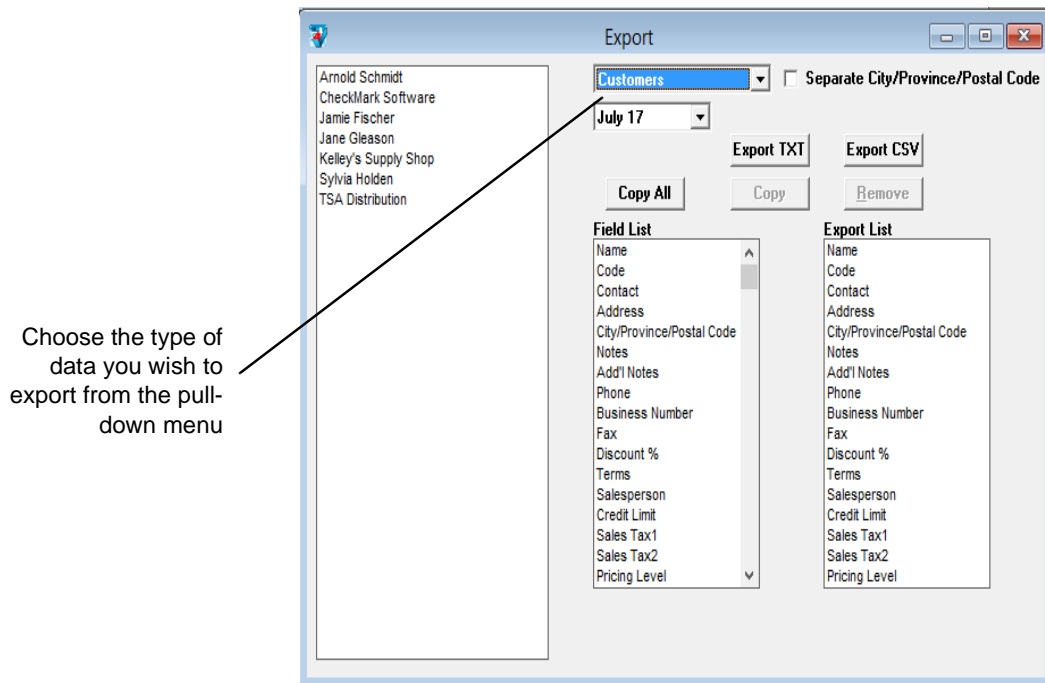 Export
Arnold Schmidt
CheckMark Software
Jamie Fischer
Jane Gleason
Kelley's Supply Shop
Sylvia Holden
TSA Distribution
Customers
Separate City/Province/Postal Code
July 17
Export TXT
Export CSV
Copy All
Copy
Remove
Field List
Name
Code
Contact
Address
City/Province/Postal Code
Notes
Add'l Notes
Phone
Business Number
Fax
Discount %
Terms
Salesperson
Credit Limit
Sales Tax1
Sales Tax2
Pricing Level
Export List
Name
Code
Contact
Address
City/Province/Postal Code
Notes
Add'l Notes
Phone
Business Number
Fax
Discount %
Terms
Salesperson
Credit Limit
Sales Tax1
Sales Tax2
Pricing Level
Choose the type of
data you wish to
export from the pull-
down menu